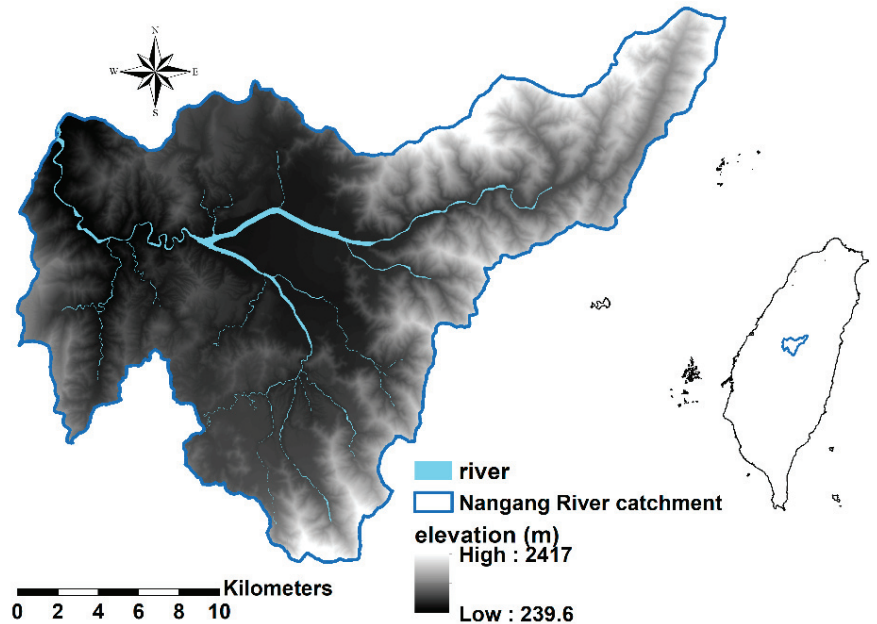 N
W E
S
river
Nangang River catchment
elevation (m)
High : 2417
Low : 239.6
Kilometers
0 2 4 6 8 10